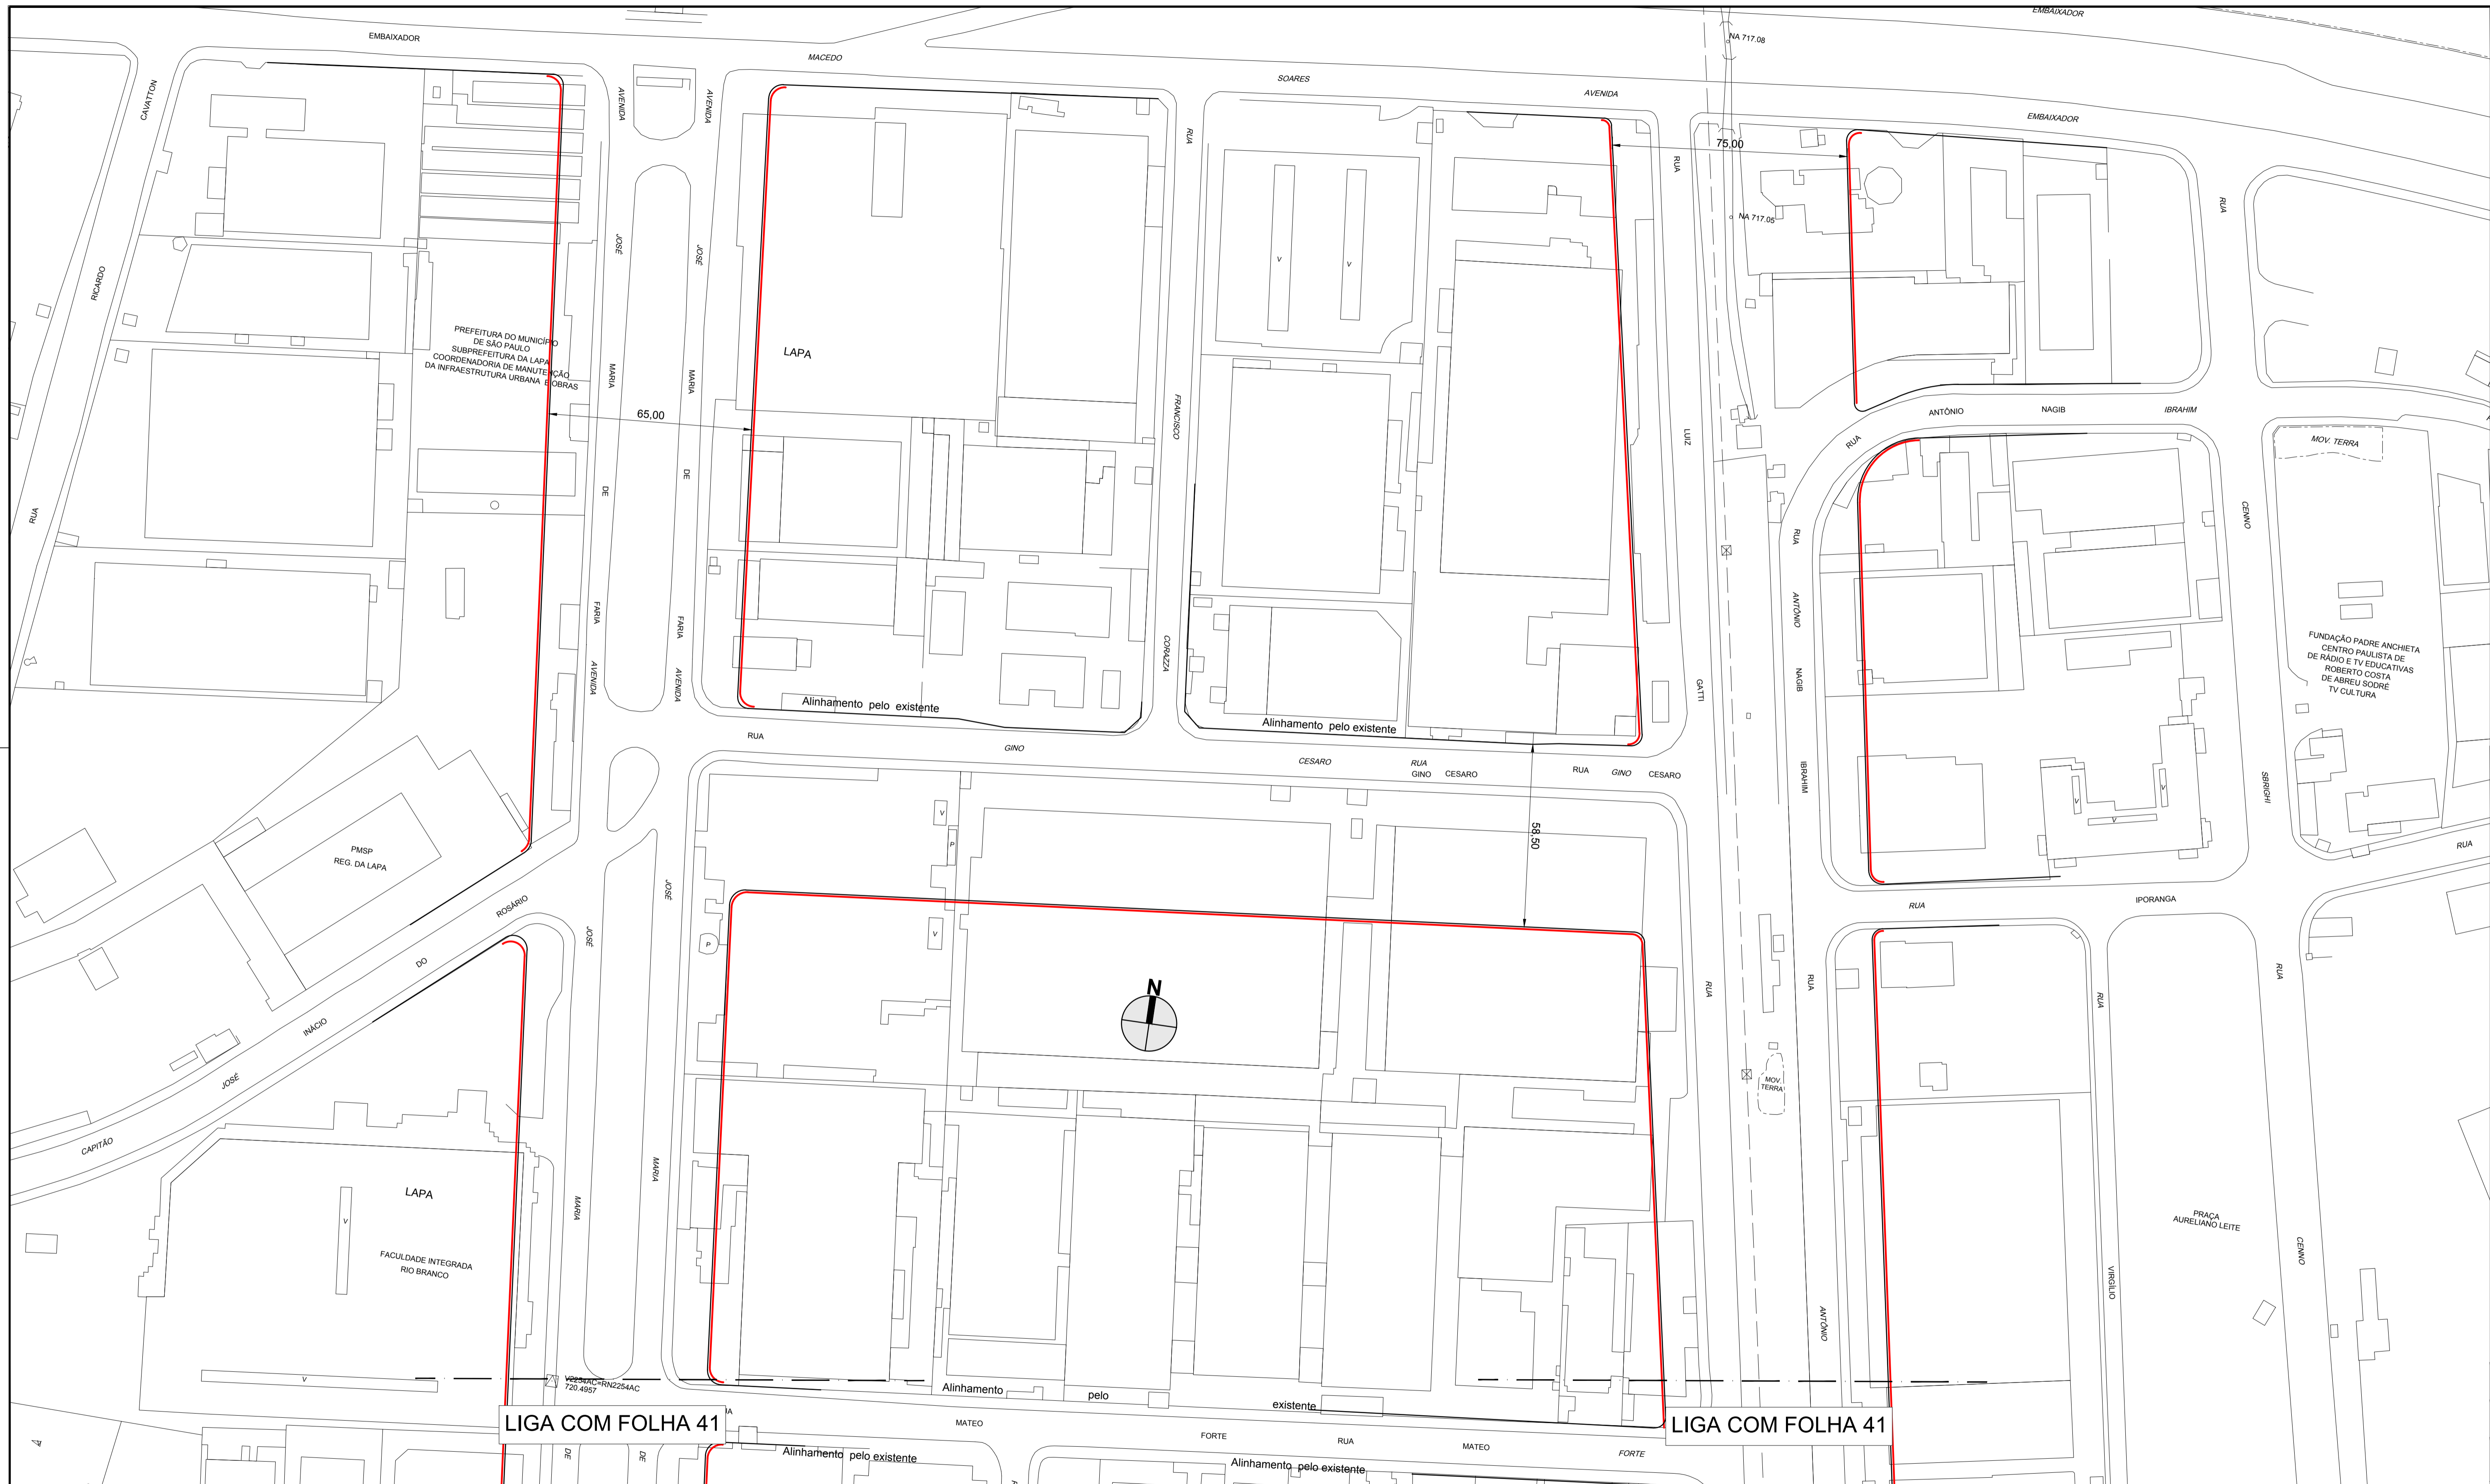 EMBAIXADOR
MACEDO
SOARES
AVENIDA
EMBAIXADOR
EMBAIXADOR
NA 717.08
NA 717.05
75,00
CAVATTON
RICARDO
RUA
AVENIDA
JOSÉ
MARIA
DE
FARIA
AVENIDA
AVENIDA
JOSÉ
MARIA
DE
FARIA
AVENIDA
PREFEITURA DO MUNICÍPIO
DE SÃO PAULO
SUBPREFEITURA DA LAPA
COORDENADORIA DE MANUTENÇÃO
DA INFRAESTRUTURA URBANA E OBRAS
65,00
LAPA
RUA
FRANCISCO
CORAZZA
V
V
RUA
LUIZ
GATTI
RUA
RUA
ANTÔNIO
NAGIB
IBRAHIM
RUA
ANTÔNIO
NAGIB
IBRAHIM
RUA
ANTÔNIO
RUA
CENNO
SBRIGHI
MOV. TERRA
FUNDAÇÃO PADRE ANCHIETA
CENTRO PAULISTA DE
DE RÁDIO E TV EDUCATIVAS
ROBERTO COSTA
DE ABREU SODRÉ
TV CULTURA
V
V
V
RUA
Alinhamento pelo existente
Alinhamento pelo existente
RUA
GINO
CESARO
RUA
GINO CESARO
RUA GINO CESARO
58,50
PMSP
REG. DA LAPA
CAPITÃO
JOSÉ
INÁCIO
DO
ROSÁRIO
V
P
P
V
N
JOSÉ
MARIA
DE
JOSÉ
MARIA
DE
RUA
IPORANGA
RUA
VIRGÍLIO
RUA
CENNO
MOV.
TERRA
PRAÇA
AURELIANO LEITE
LAPA
V
FACULDADE INTEGRADA
RIO BRANCO
V
V2254AC=RN2254AC
720.4957
LIGA COM FOLHA 41
LIGA COM FOLHA 41
Alinhamento pelo existente
MATEO
FORTE
RUA
MATEO
FORTE
Alinhamento pelo existente
Alinhamento pelo existente